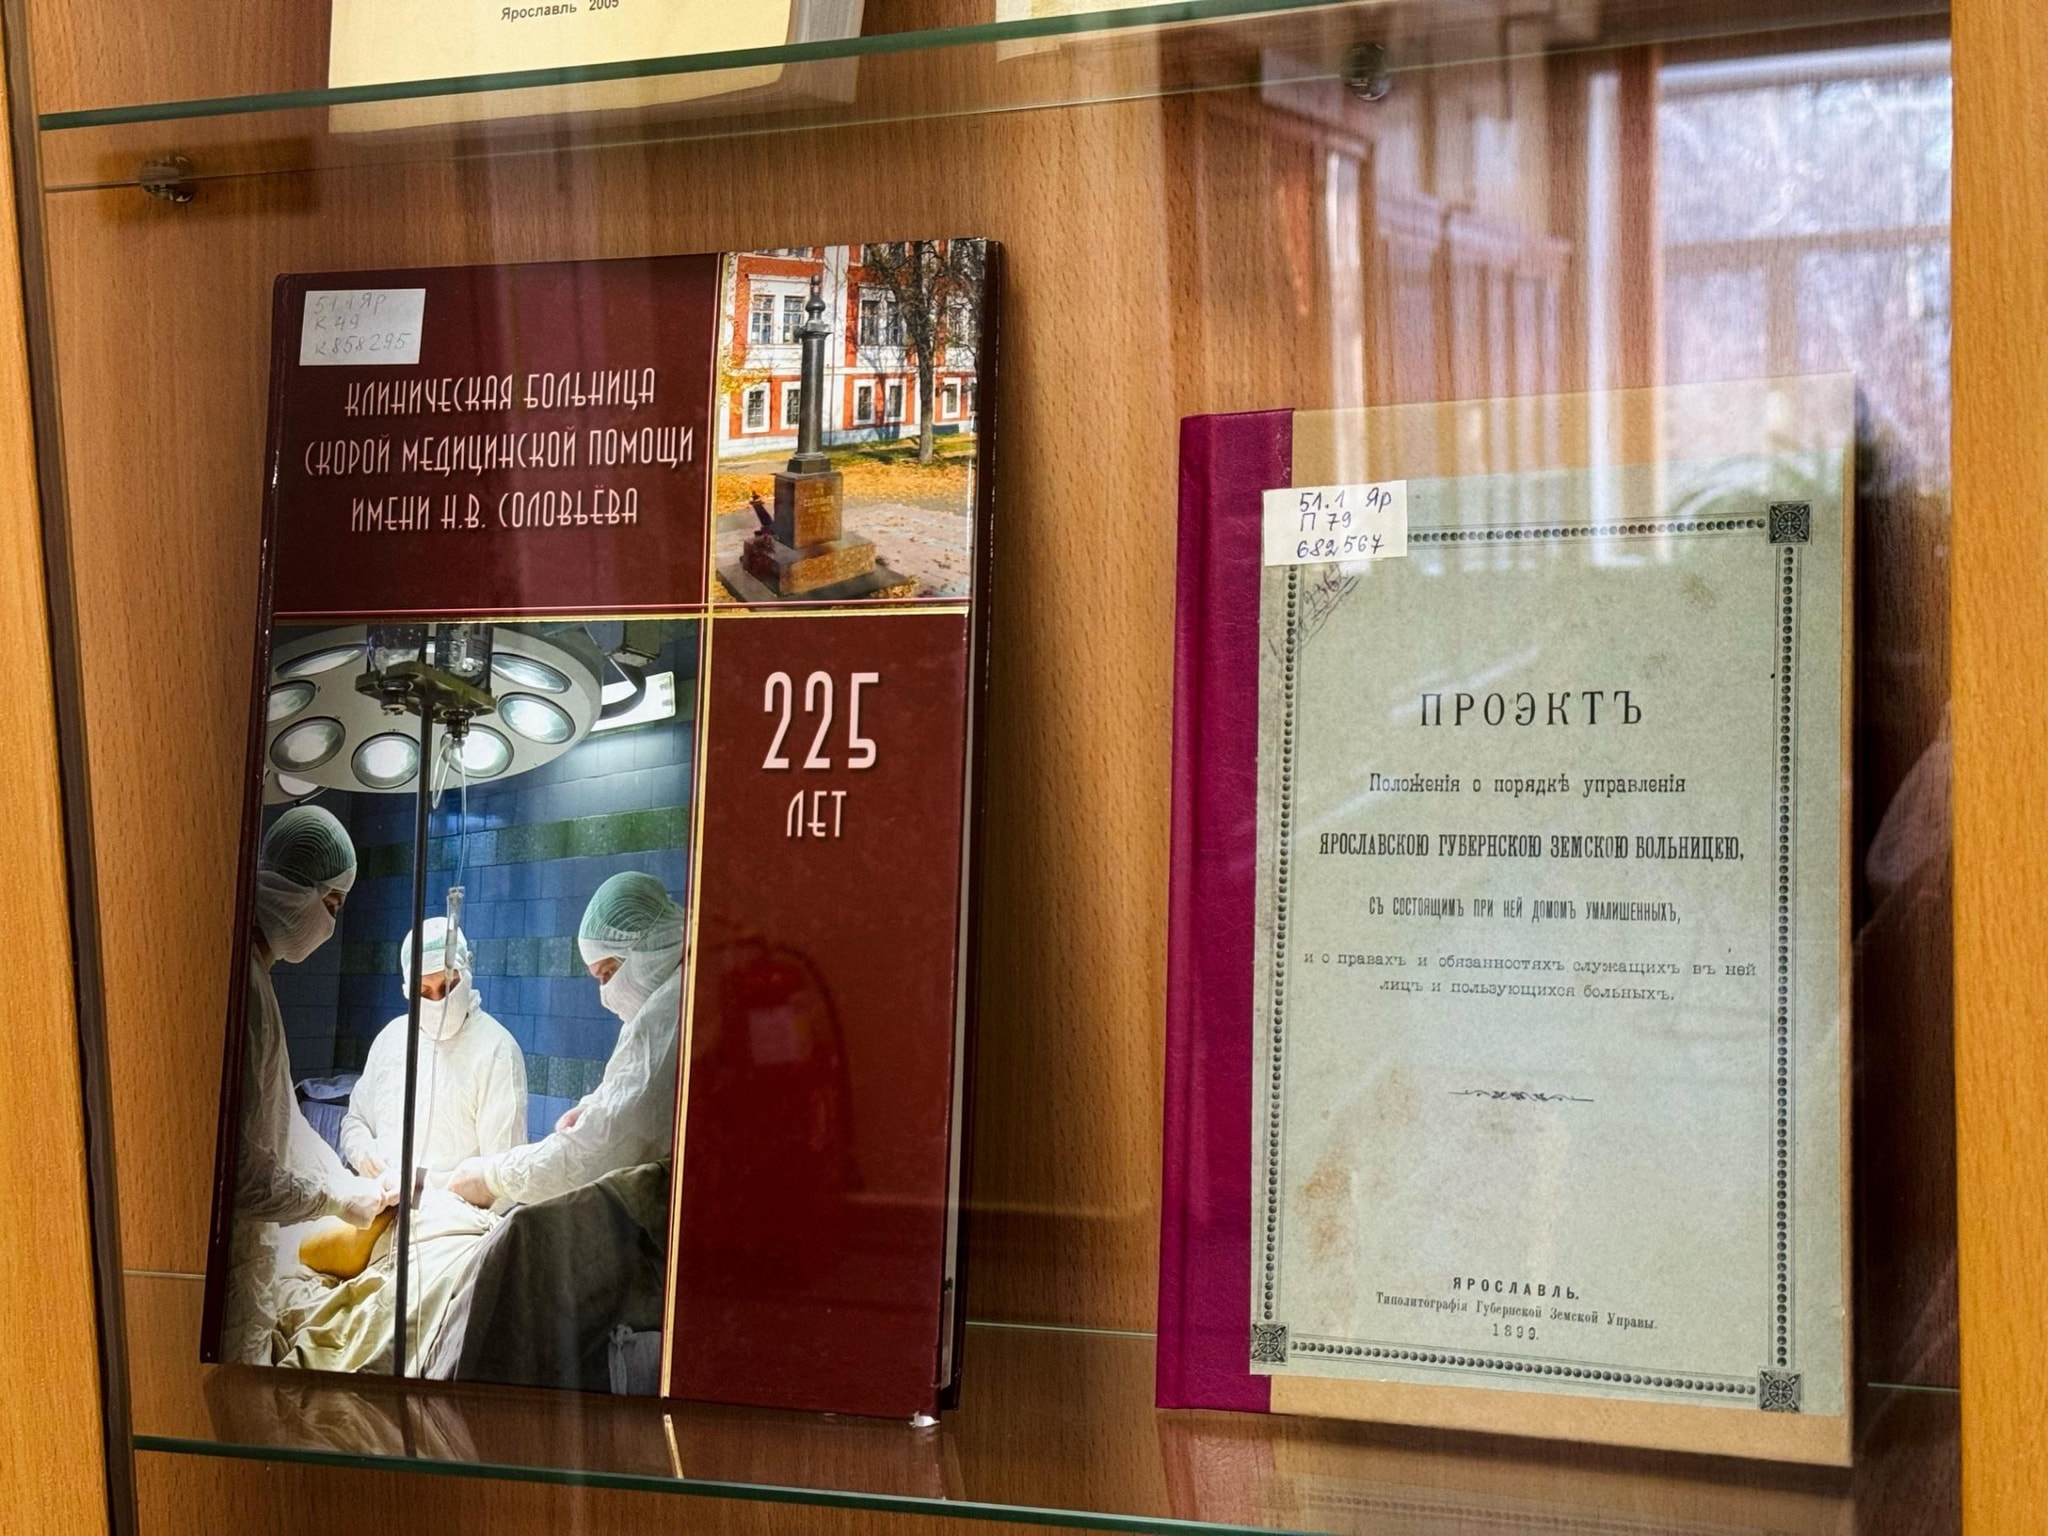 Ярославль 2005
51.1 Яр
К 49
К858295
КЛИНИЧЕСКАЯ БОЛЬНИЦА
СКОРОЙ МЕДИЦИНСКОЙ ПОМОЩИ
ИМЕНИ Н.В. СОЛОВЬЁВА
225
ЛЕТ
51.1 Яр
П 79
682567
ПРОЭКТЪ
Положенія о порядкѣ управленія
ЯРОСЛАВСКОЮ ГУБЕРНСКОЮ ЗЕМСКОЮ БОЛЬНИЦЕЮ,
СЪ СОСТОЯЩИМЪ ПРИ НЕЙ ДОМОМЪ УМАЛИШЕННЫХЪ,
и о правахъ и обязанностяхъ служащихъ въ ней
лицъ и пользующихся больныхъ.
ЯРОСЛАВЛЬ.
Типолитографія Губернской Земской Управы.
1899.